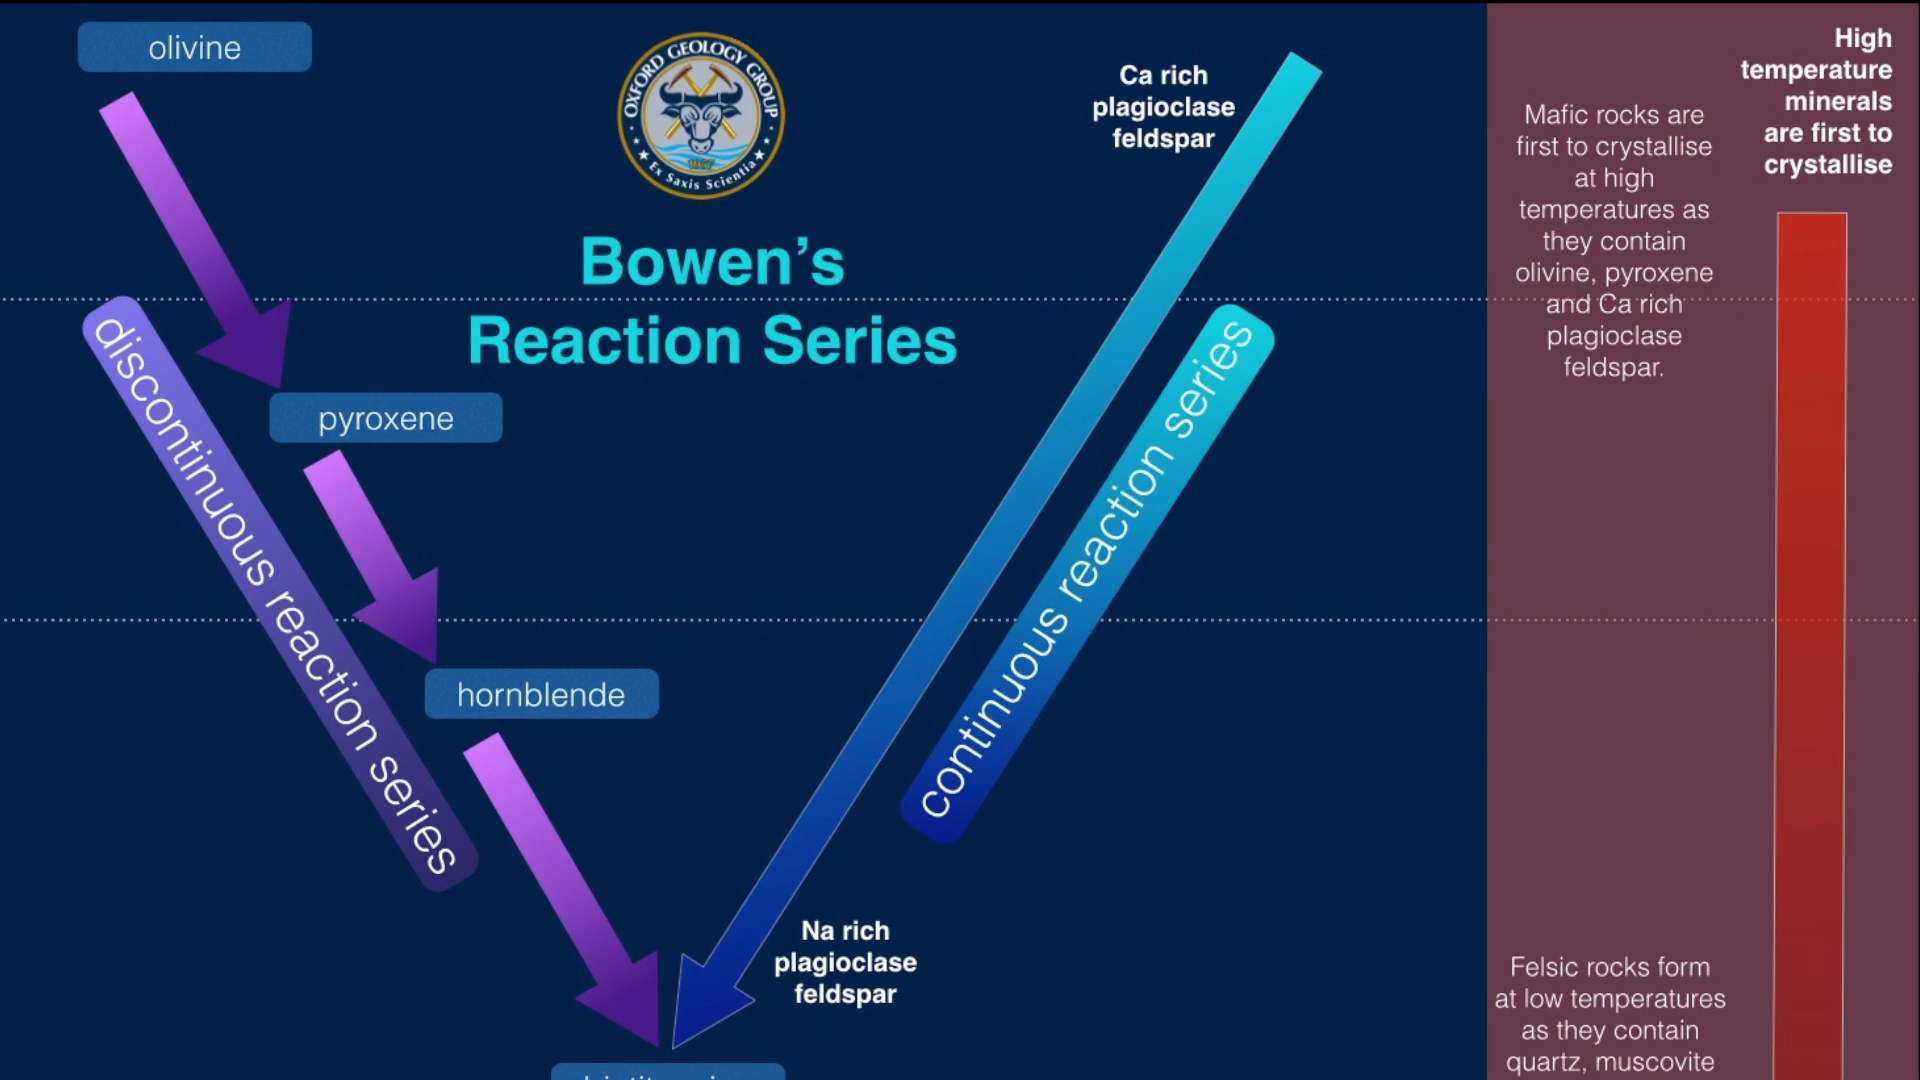 olivine
OXFORD GEOLOGY GROUP
Ex Saxis Scientia
Bowen's
Reaction Series
discontinuous reaction series
pyroxene
hornblende
Ca rich
plagioclase
feldspar
continuous reaction series
Na rich
plagioclase
feldspar
Mafic rocks are
first to crystallise
at high
temperatures as
they contain
olivine, pyroxene
and Ca rich
plagioclase
feldspar.
High
temperature
minerals
are first to
crystallise
Felsic rocks form
at low temperatures
as they contain
quartz, muscovite